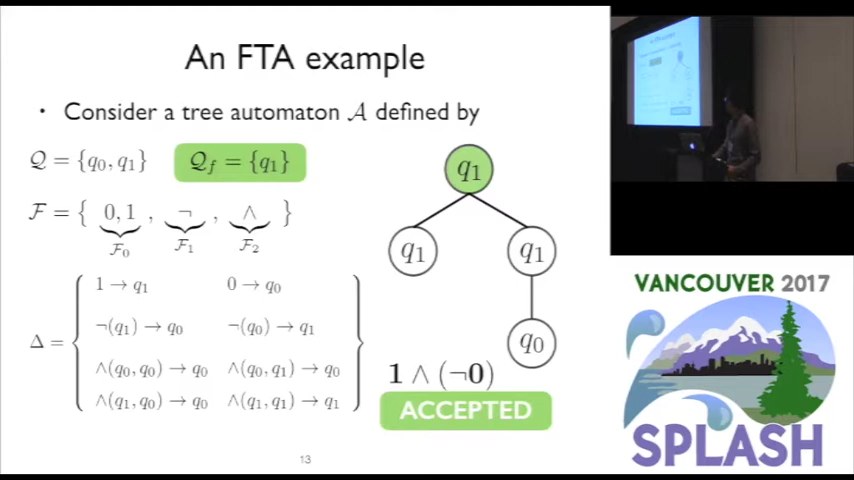 An FTA example
• Consider a tree automaton 𝒜 defined by
𝒬 = {q₀, q₁}
𝒬_f = {q₁}
ℱ = { 0,1 , ¬ , ∧ }
ℱ₀ ℱ₁ ℱ₂
Δ = {
1 → q₁ 0 → q₀
¬(q₁) → q₀ ¬(q₀) → q₁
∧(q₀, q₀) → q₀ ∧(q₀, q₁) → q₀
∧(q₁, q₀) → q₀ ∧(q₁, q₁) → q₁
}
q₁
q₁ q₁
q₀
1 ∧ (¬0)
ACCEPTED
13
VANCOUVER 2017
SPLASH